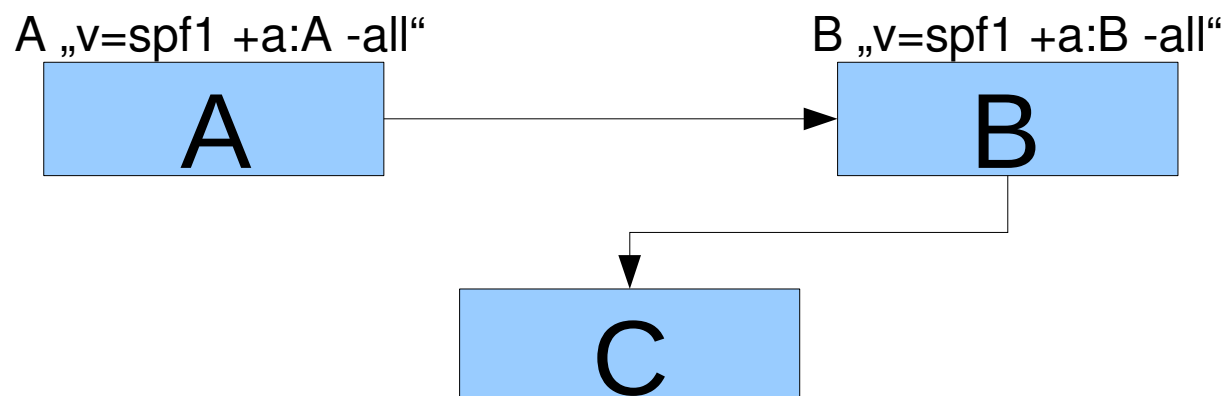 A „v=spf1 +a:A -all“ B „v=spf1 +a:B -all“
A B
C